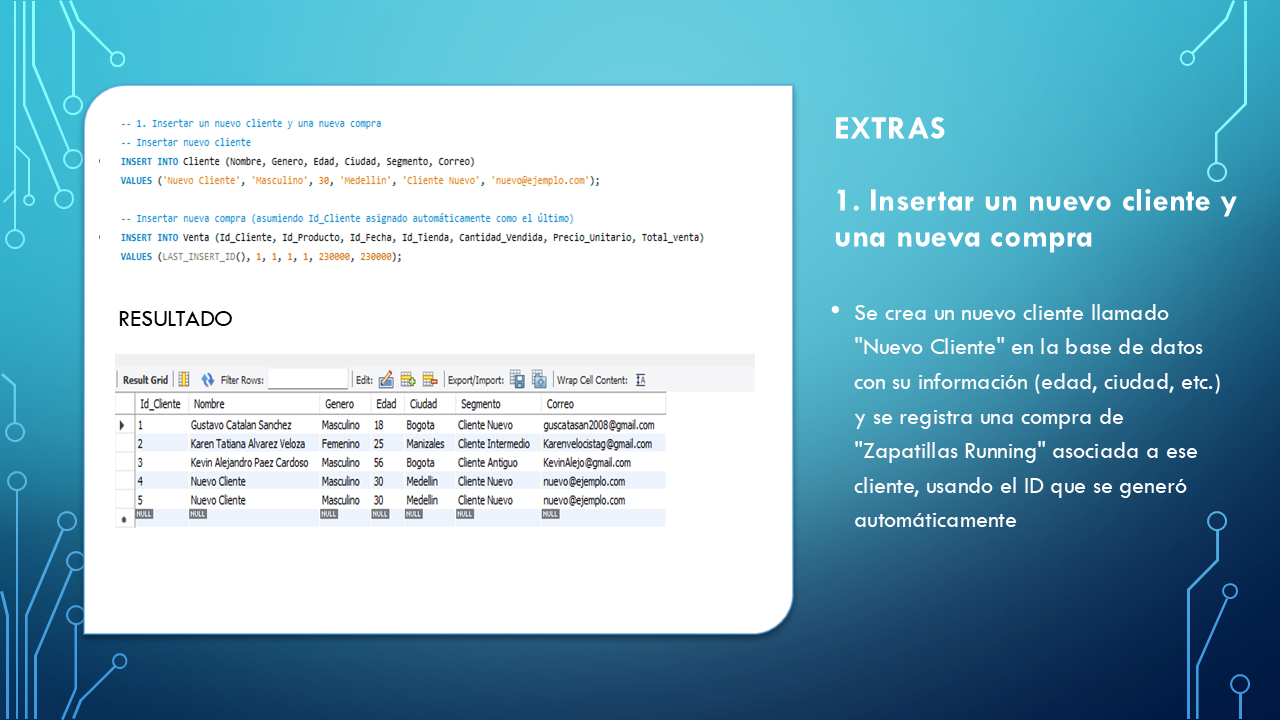 -- 1. Insertar un nuevo cliente y una nueva compra
-- Insertar nuevo cliente
INSERT INTO Cliente (Nombre, Genero, Edad, Ciudad, Segmento, Correo)
VALUES ('Nuevo Cliente', 'Masculino', 30, 'Medellin', 'Cliente Nuevo', 'nuevo@ejemplo.com');
-- Insertar nueva compra (asumiendo Id_Cliente asignado automáticamente como el último)
INSERT INTO Venta (Id_Cliente, Id_Producto, Id_Fecha, Id_Tienda, Cantidad_Vendida, Precio_Unitario, Total_venta)
VALUES (LAST_INSERT_ID(), 1, 1, 1, 1, 230000, 230000);
RESULTADO
Result Grid Filter Rows: Edit: Export/Import: Wrap Cell Content:
Id_Cliente Nombre Genero Edad Ciudad Segmento Correo
1 Gustavo Catalan Sanchez Masculino 18 Bogota Cliente Nuevo guscatasan2008@gmail.com
2 Karen Tatiana Alvarez Veloza Femenino 25 Manizales Cliente Intermedio Karenvelocistag@gmail.com
3 Kevin Alejandro Paez Cardoso Masculino 56 Bogota Cliente Antiguo KevinAlejo@gmail.com
4 Nuevo Cliente Masculino 30 Medellin Cliente Nuevo nuevo@ejemplo.com
5 Nuevo Cliente Masculino 30 Medellin Cliente Nuevo nuevo@ejemplo.com
NULL NULL NULL NULL NULL NULL NULL
EXTRAS
1. Insertar un nuevo cliente y
una nueva compra
• Se crea un nuevo cliente llamado
"Nuevo Cliente" en la base de datos
con su información (edad, ciudad, etc.)
y se registra una compra de
"Zapatillas Running" asociada a ese
cliente, usando el ID que se generó
automáticamente